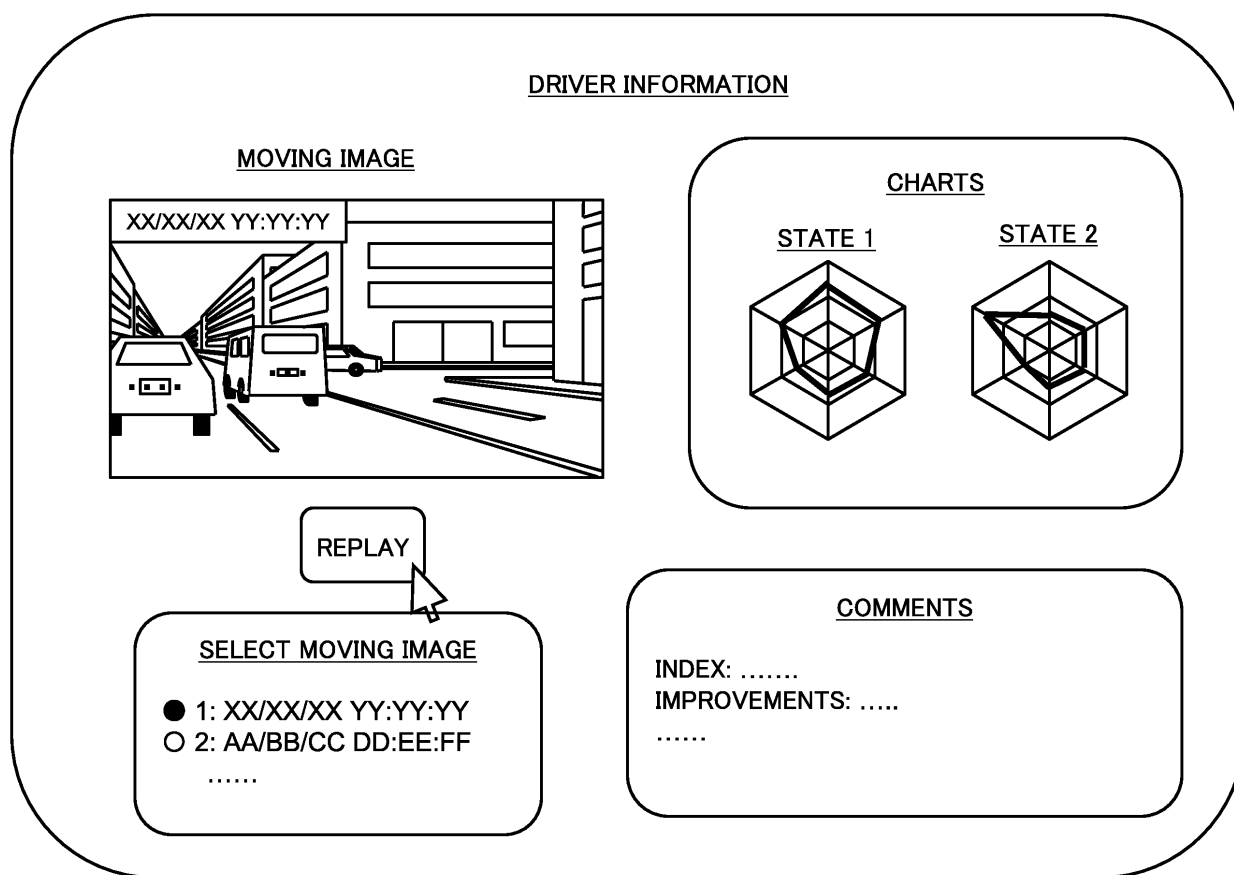 DRIVER INFORMATION
MOVING IMAGE
XX/XX/XX YY:YY:YY
REPLAY
SELECT MOVING IMAGE
● 1: XX/XX/XX YY:YY:YY
○ 2: AA/BB/CC DD:EE:FF
......
CHARTS
STATE 1
STATE 2
COMMENTS
INDEX: .......
IMPROVEMENTS: .....
......